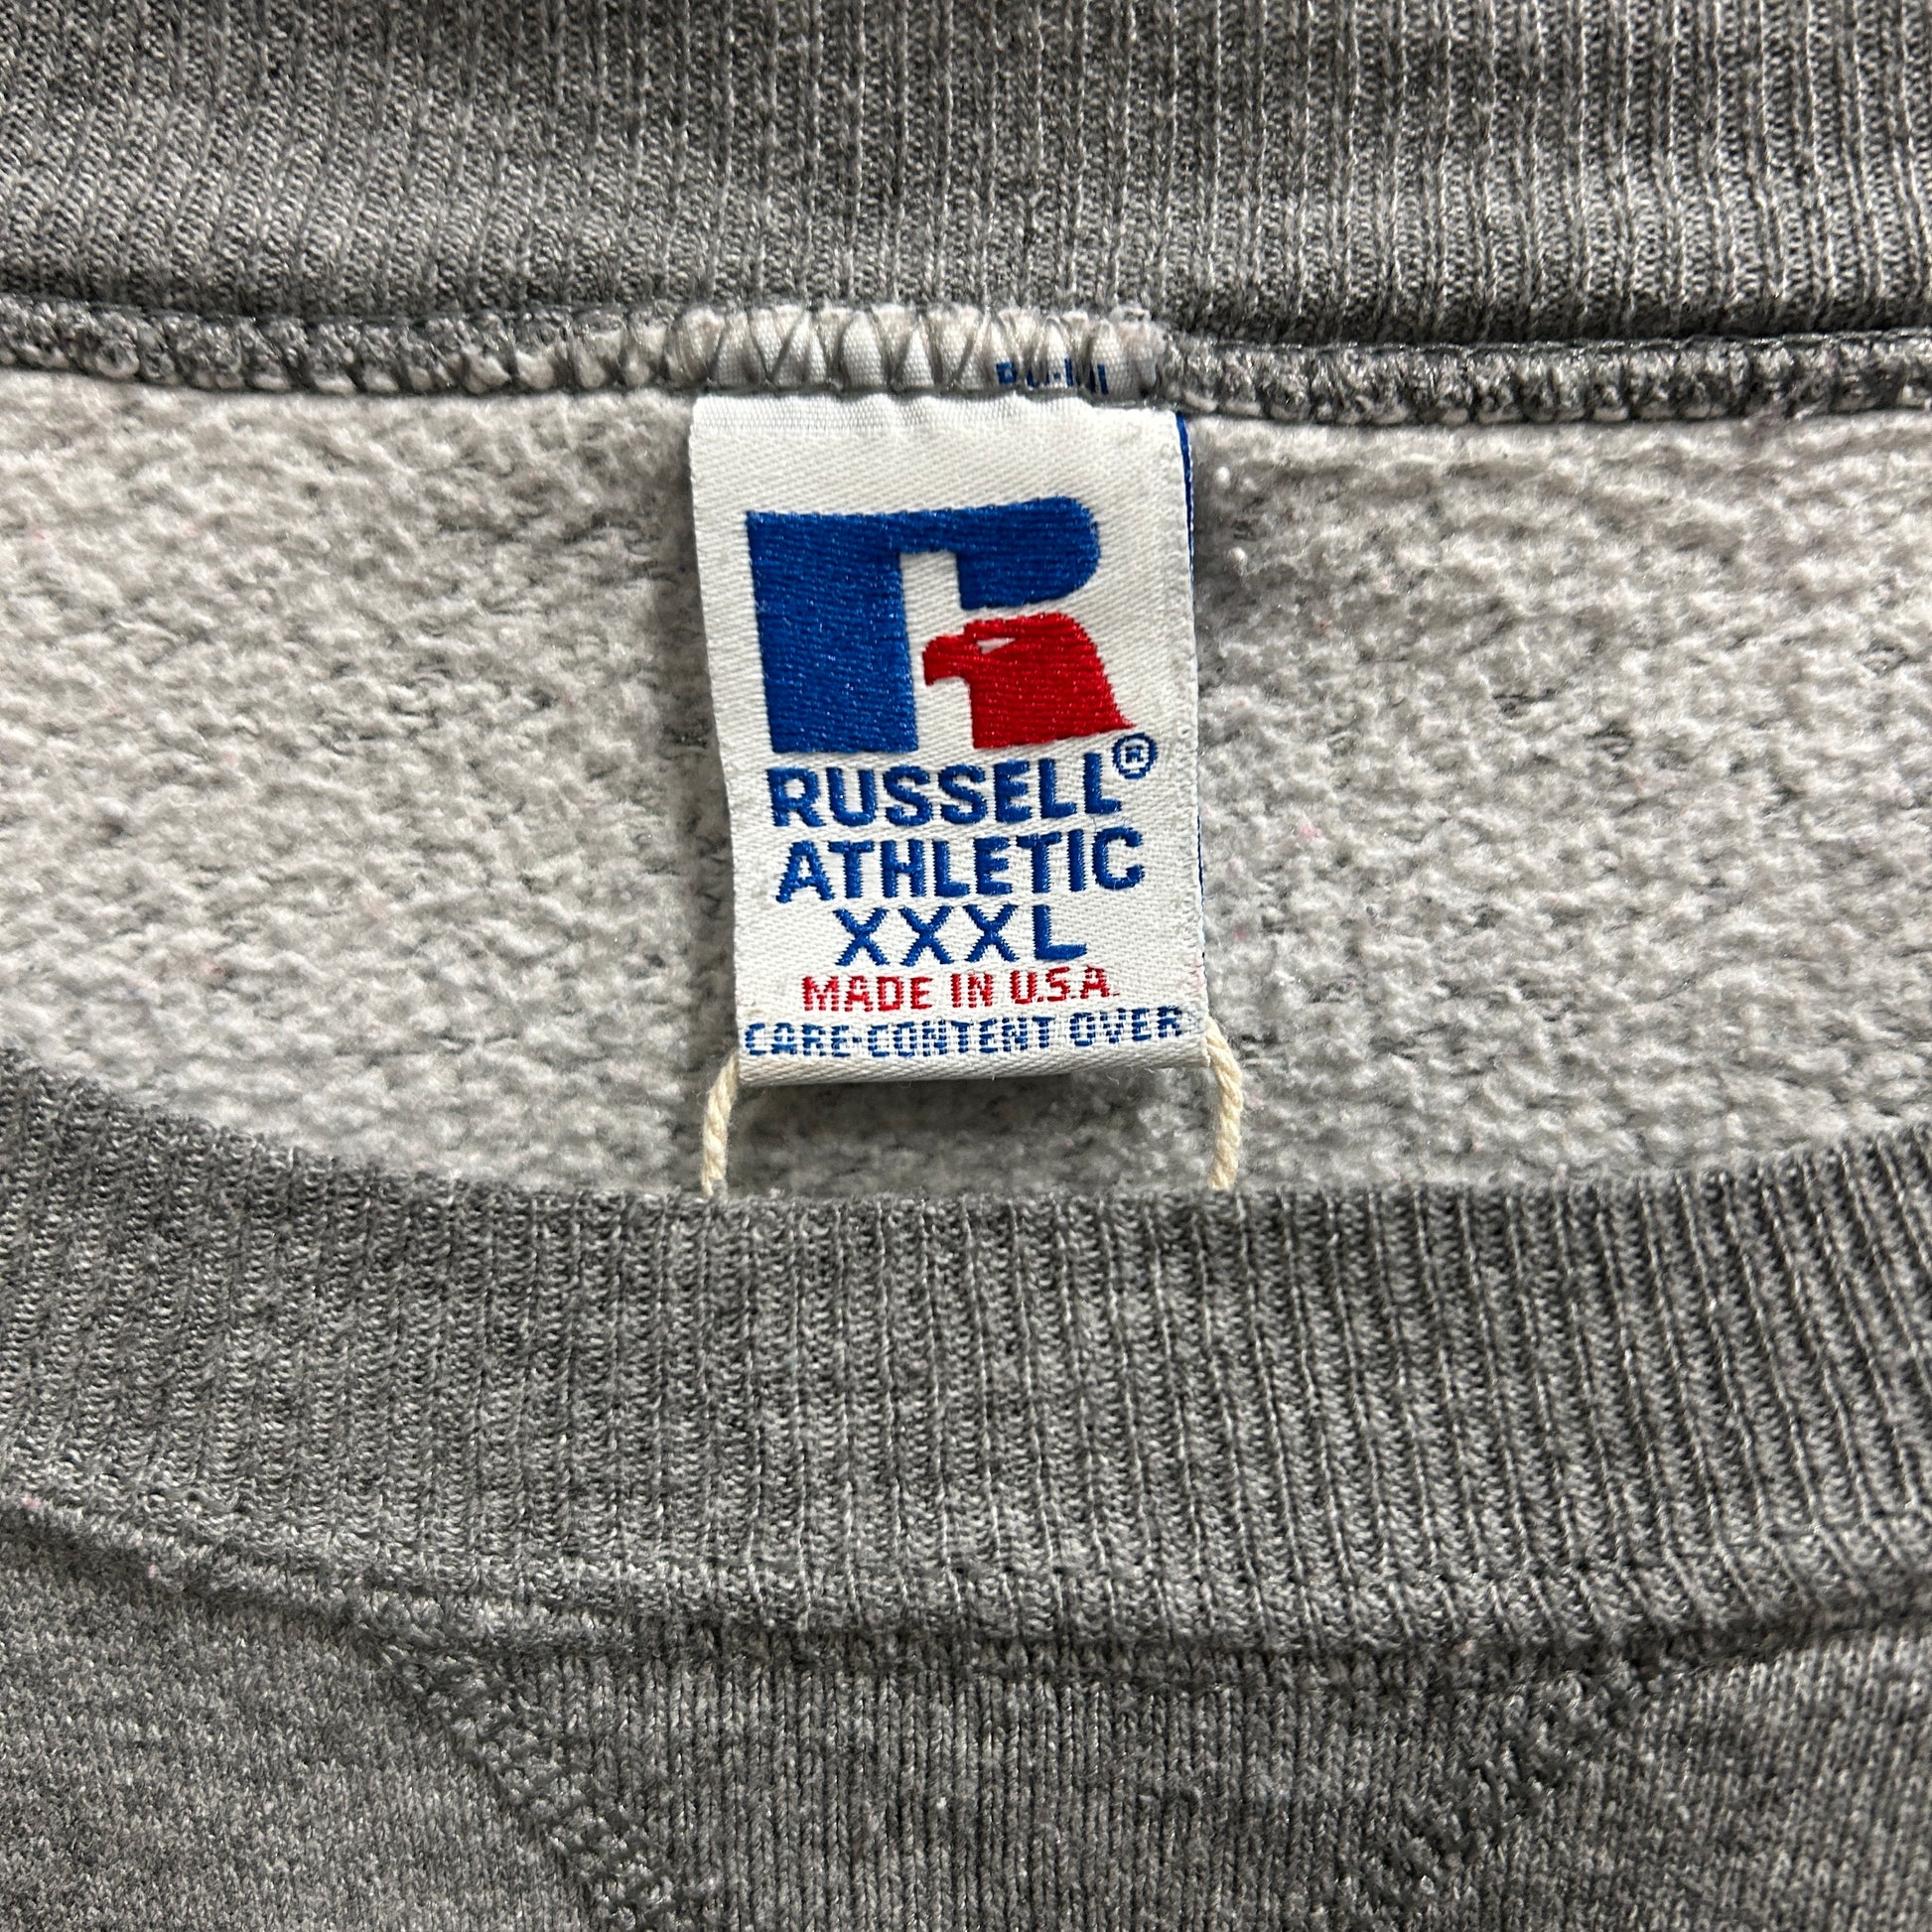 RUSSELL®
ATHLETIC
XXXL
MADE IN U.S.A.
CARE-CONTENT OVER